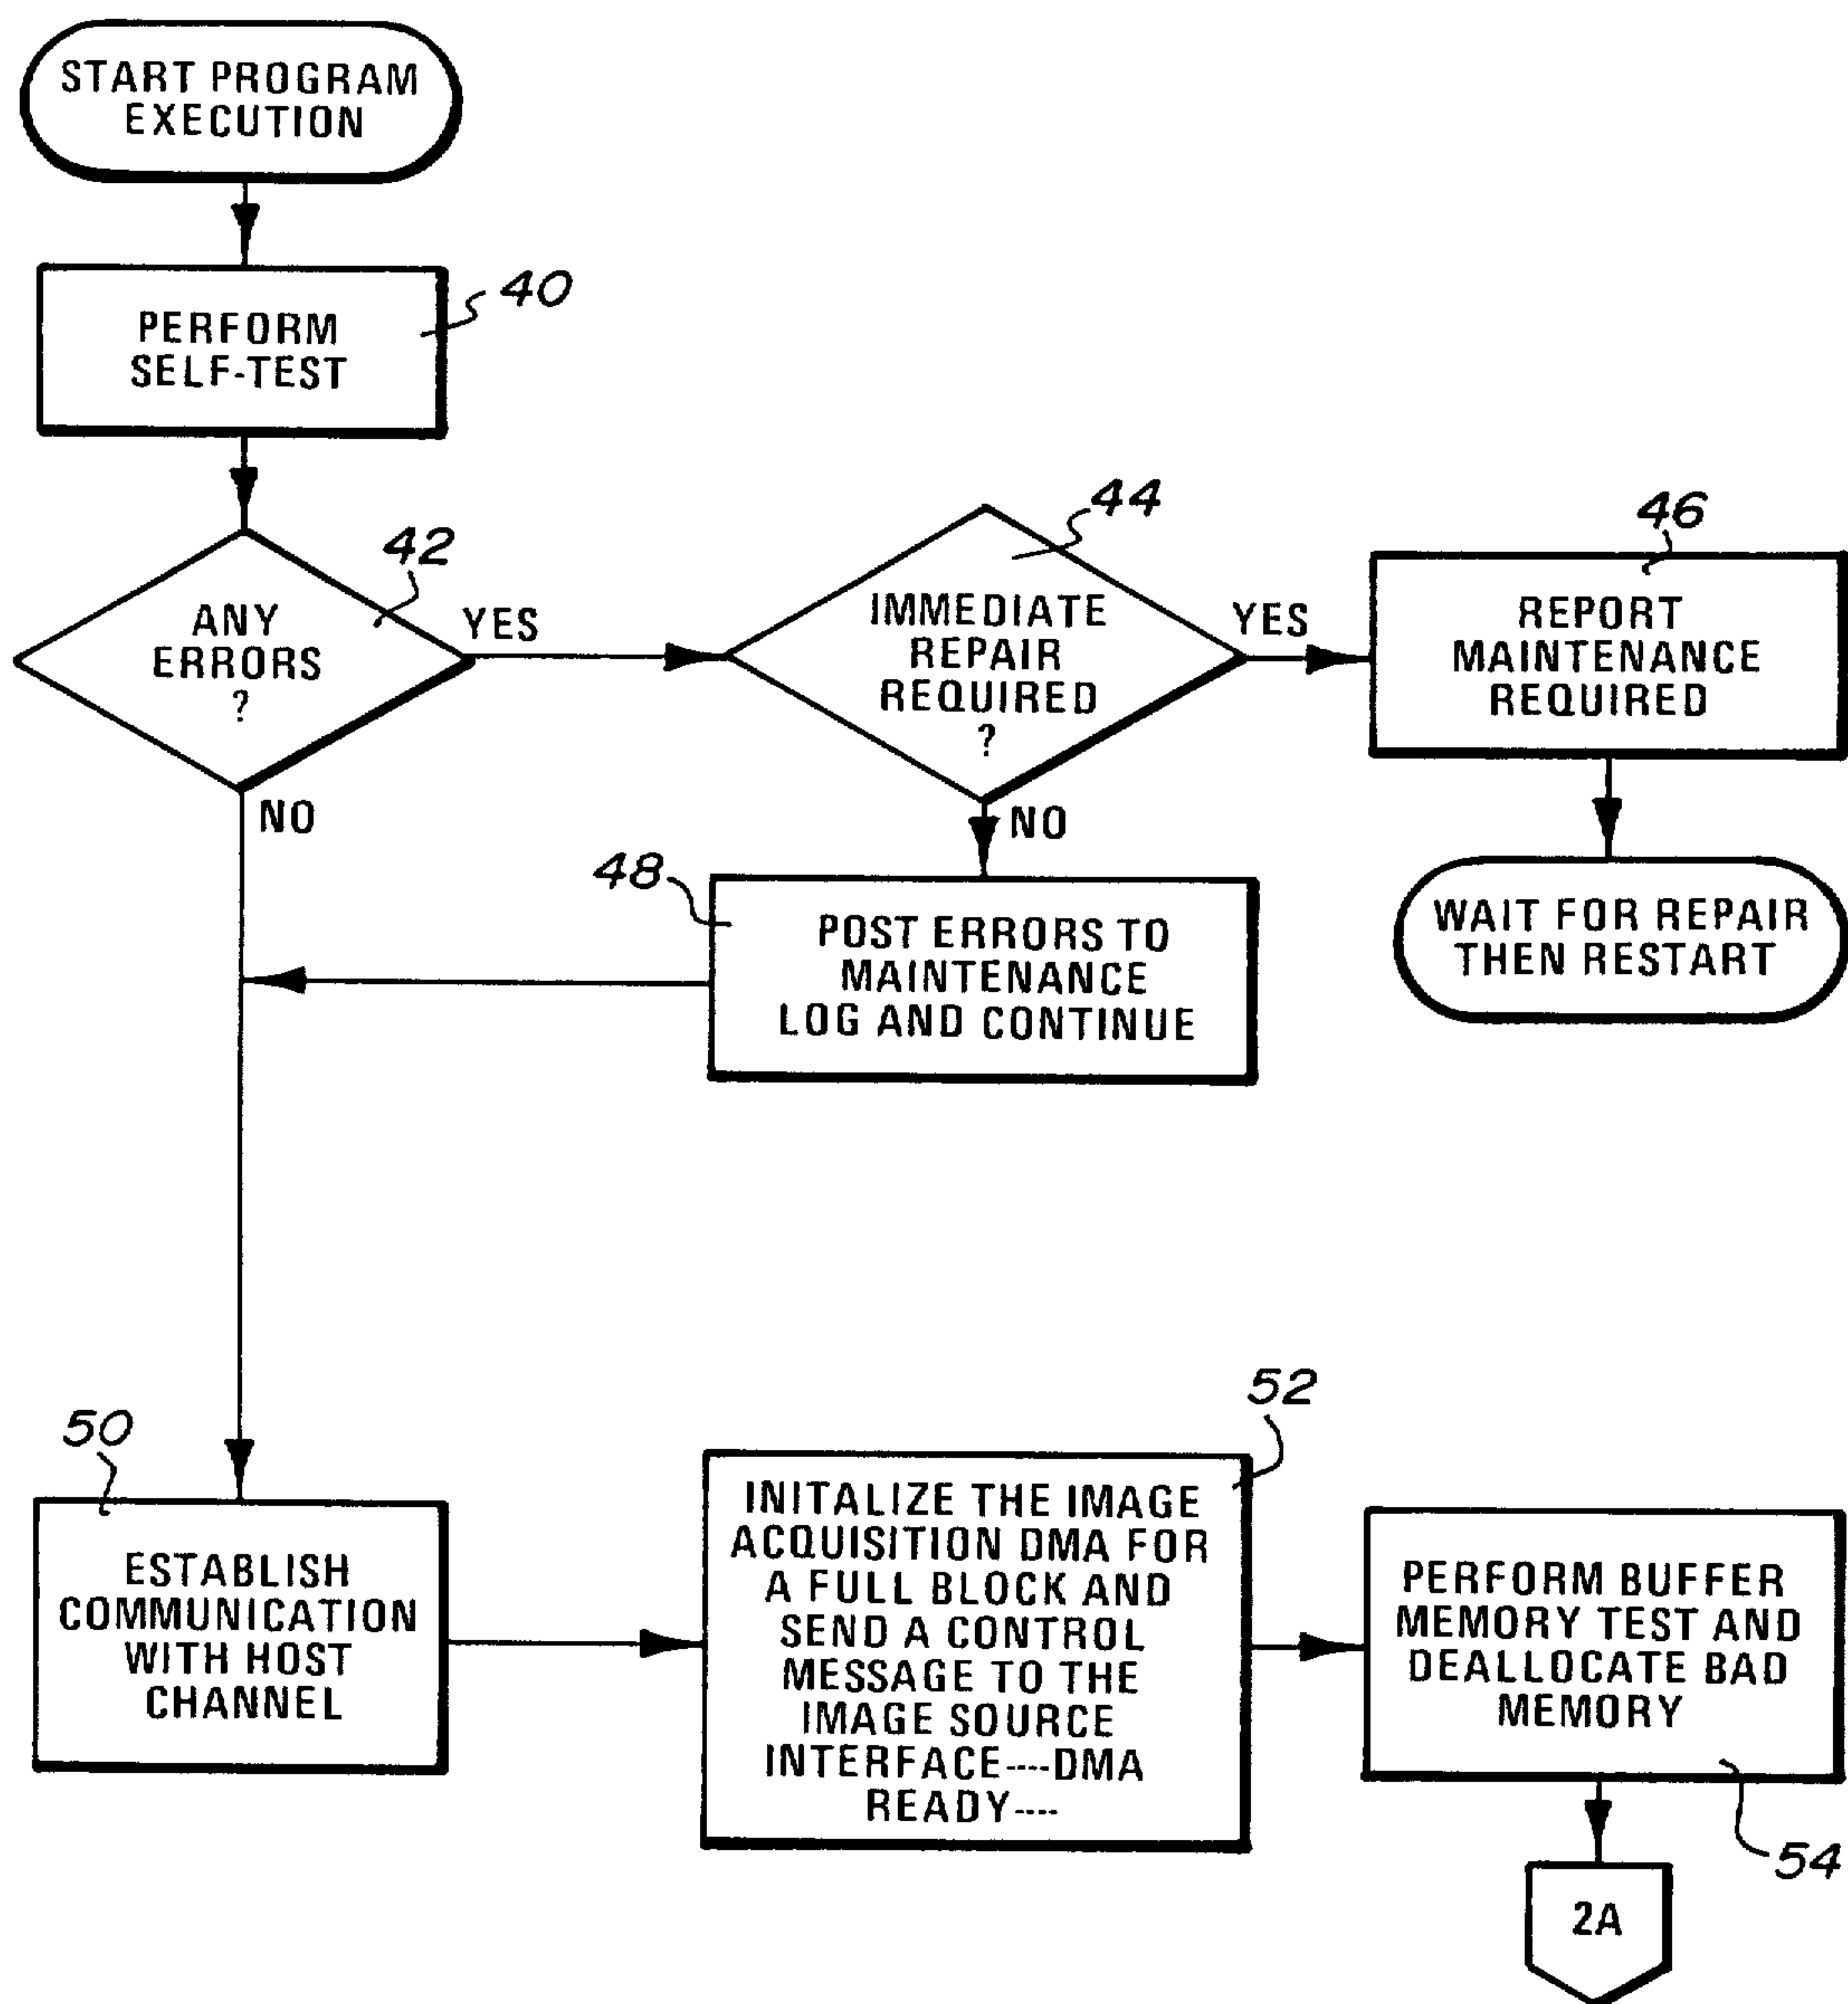 START PROGRAM
EXECUTION
40
PERFORM
SELF-TEST
42
ANY
ERRORS
?
YES
NO
44
IMMEDIATE
REPAIR
REQUIRED
?
YES
NO
46
REPORT
MAINTENANCE
REQUIRED
WAIT FOR REPAIR
THEN RESTART
48
POST ERRORS TO
MAINTENANCE
LOG AND CONTINUE
50
ESTABLISH
COMMUNICATION
WITH HOST
CHANNEL
52
INITALIZE THE IMAGE
ACQUISITION DMA FOR
A FULL BLOCK AND
SEND A CONTROL
MESSAGE TO THE
IMAGE SOURCE
INTERFACE----DMA
READY----
PERFORM BUFFER
MEMORY TEST AND
DEALLOCATE BAD
MEMORY
54
2A